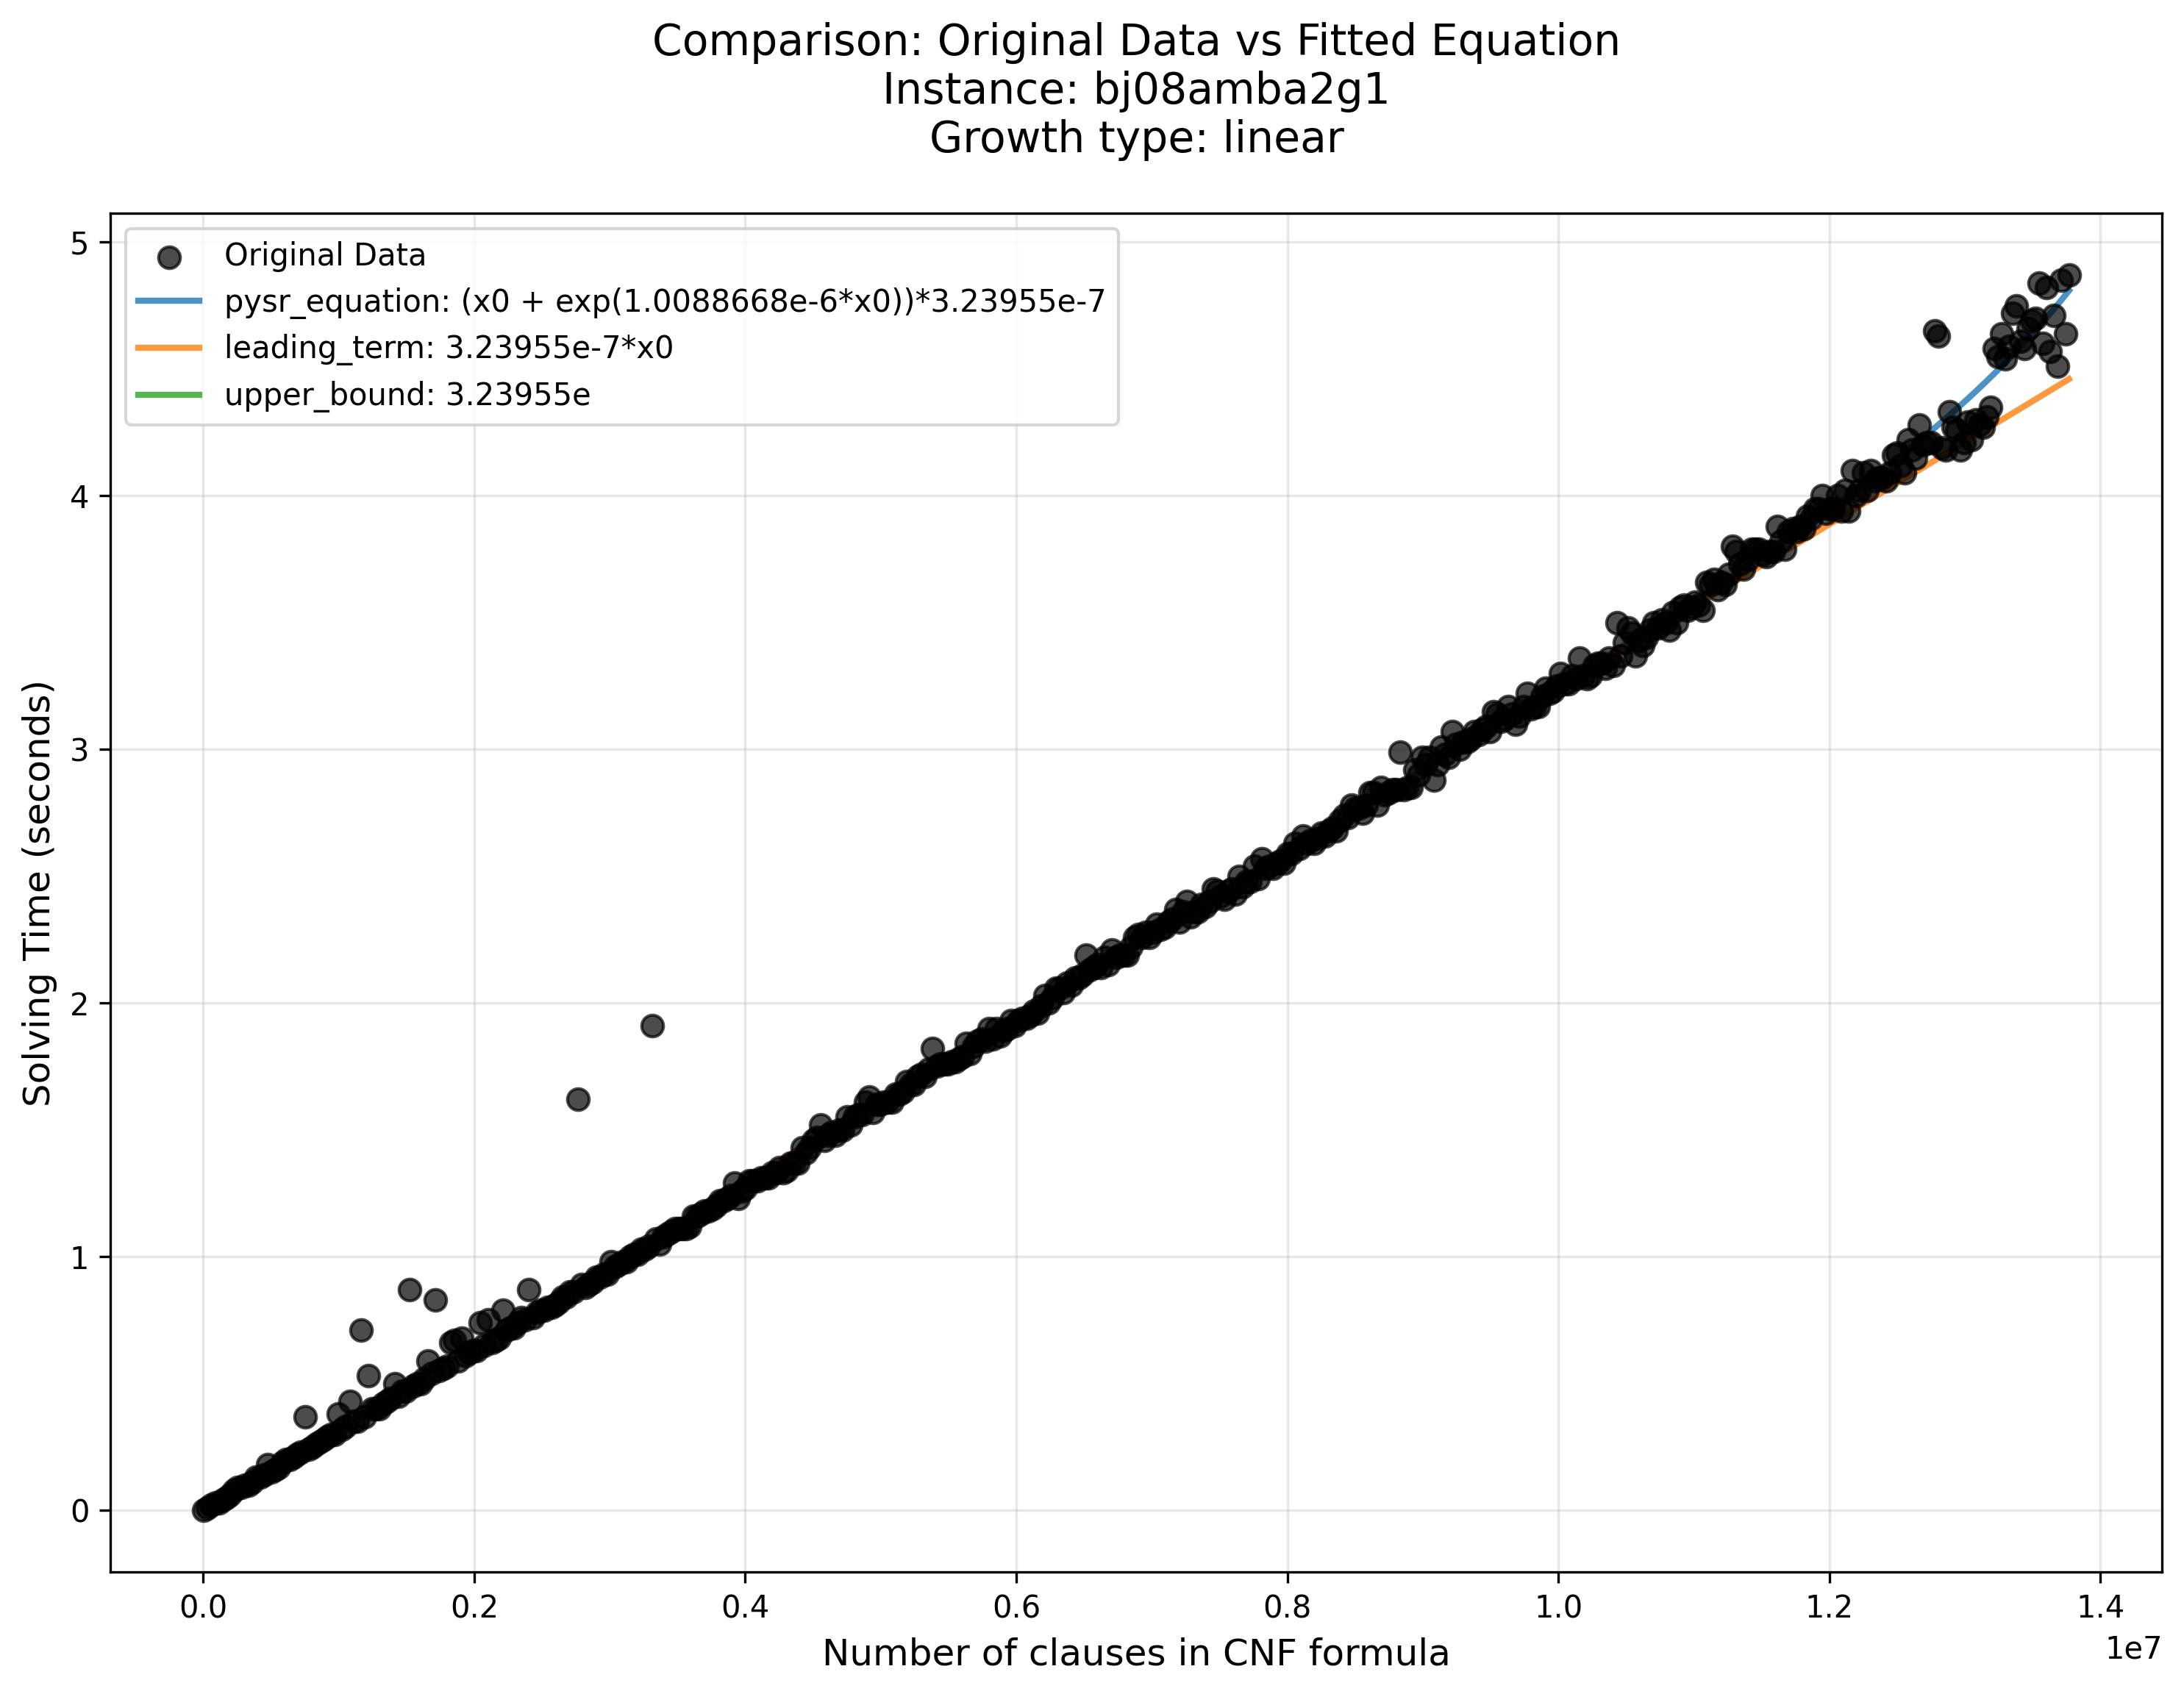 Comparison: Original Data vs Fitted Equation
Instance: bj08amba2g1
Growth type: linear
Original Data
pysr_equation: (x0 + exp(1.0088668e-6*x0))*3.23955e-7
leading_term: 3.23955e-7*x0
upper_bound: 3.23955e
5
4
3
2
1
0
Solving Time (seconds)
0.0 0.2 0.4 0.6 0.8 1.0 1.2 1.4
1e7
Number of clauses in CNF formula